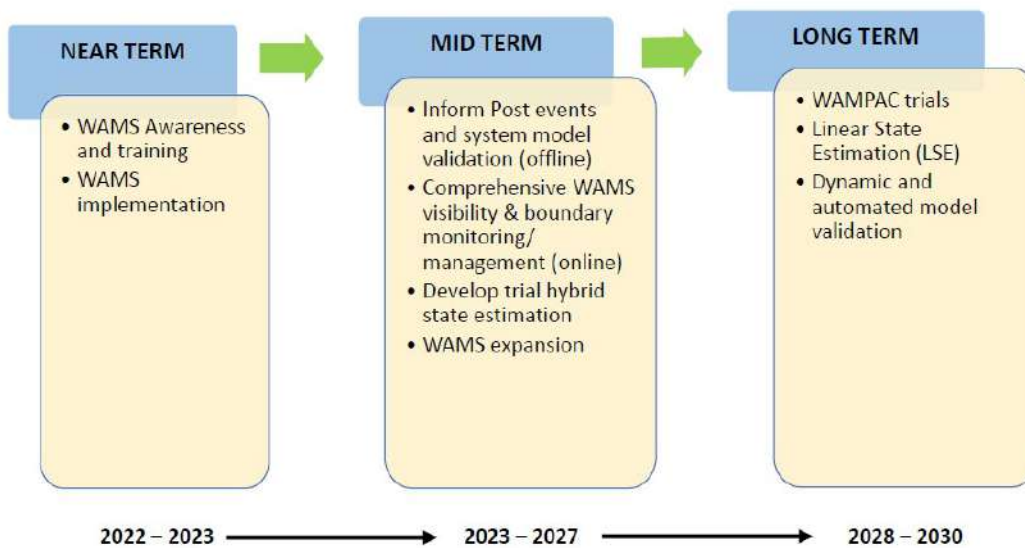 NEAR TERM
• WAMS Awareness
and training
• WAMS
implementation
MID TERM
• Inform Post events
and system model
validation (offline)
• Comprehensive WAMS
visibility & boundary
monitoring/
management (online)
• Develop trial hybrid
state estimation
• WAMS expansion
LONG TERM
• WAMPAC trials
• Linear State
Estimation (LSE)
• Dynamic and
automated model
validation
2022 – 2023
2023 – 2027
2028 – 2030